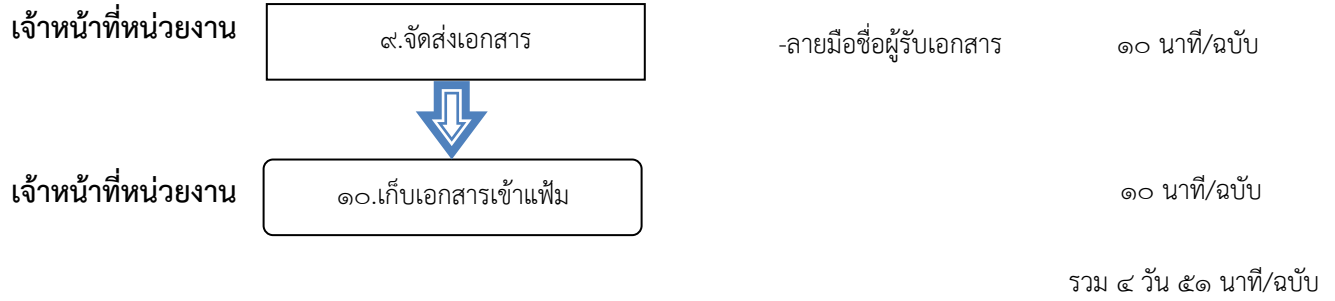 เจ้าหน้าที่หน่วยงาน ๙.จัดส่งเอกสาร -ลายมือชื่อผู้รับเอกสาร ๑๐ นาที/ฉบับ
เจ้าหน้าที่หน่วยงาน ๑๐.เก็บเอกสารเข้าแฟ้ม ๑๐ นาที/ฉบับ
รวม ๔ วัน ๕๑ นาที/ฉบับ